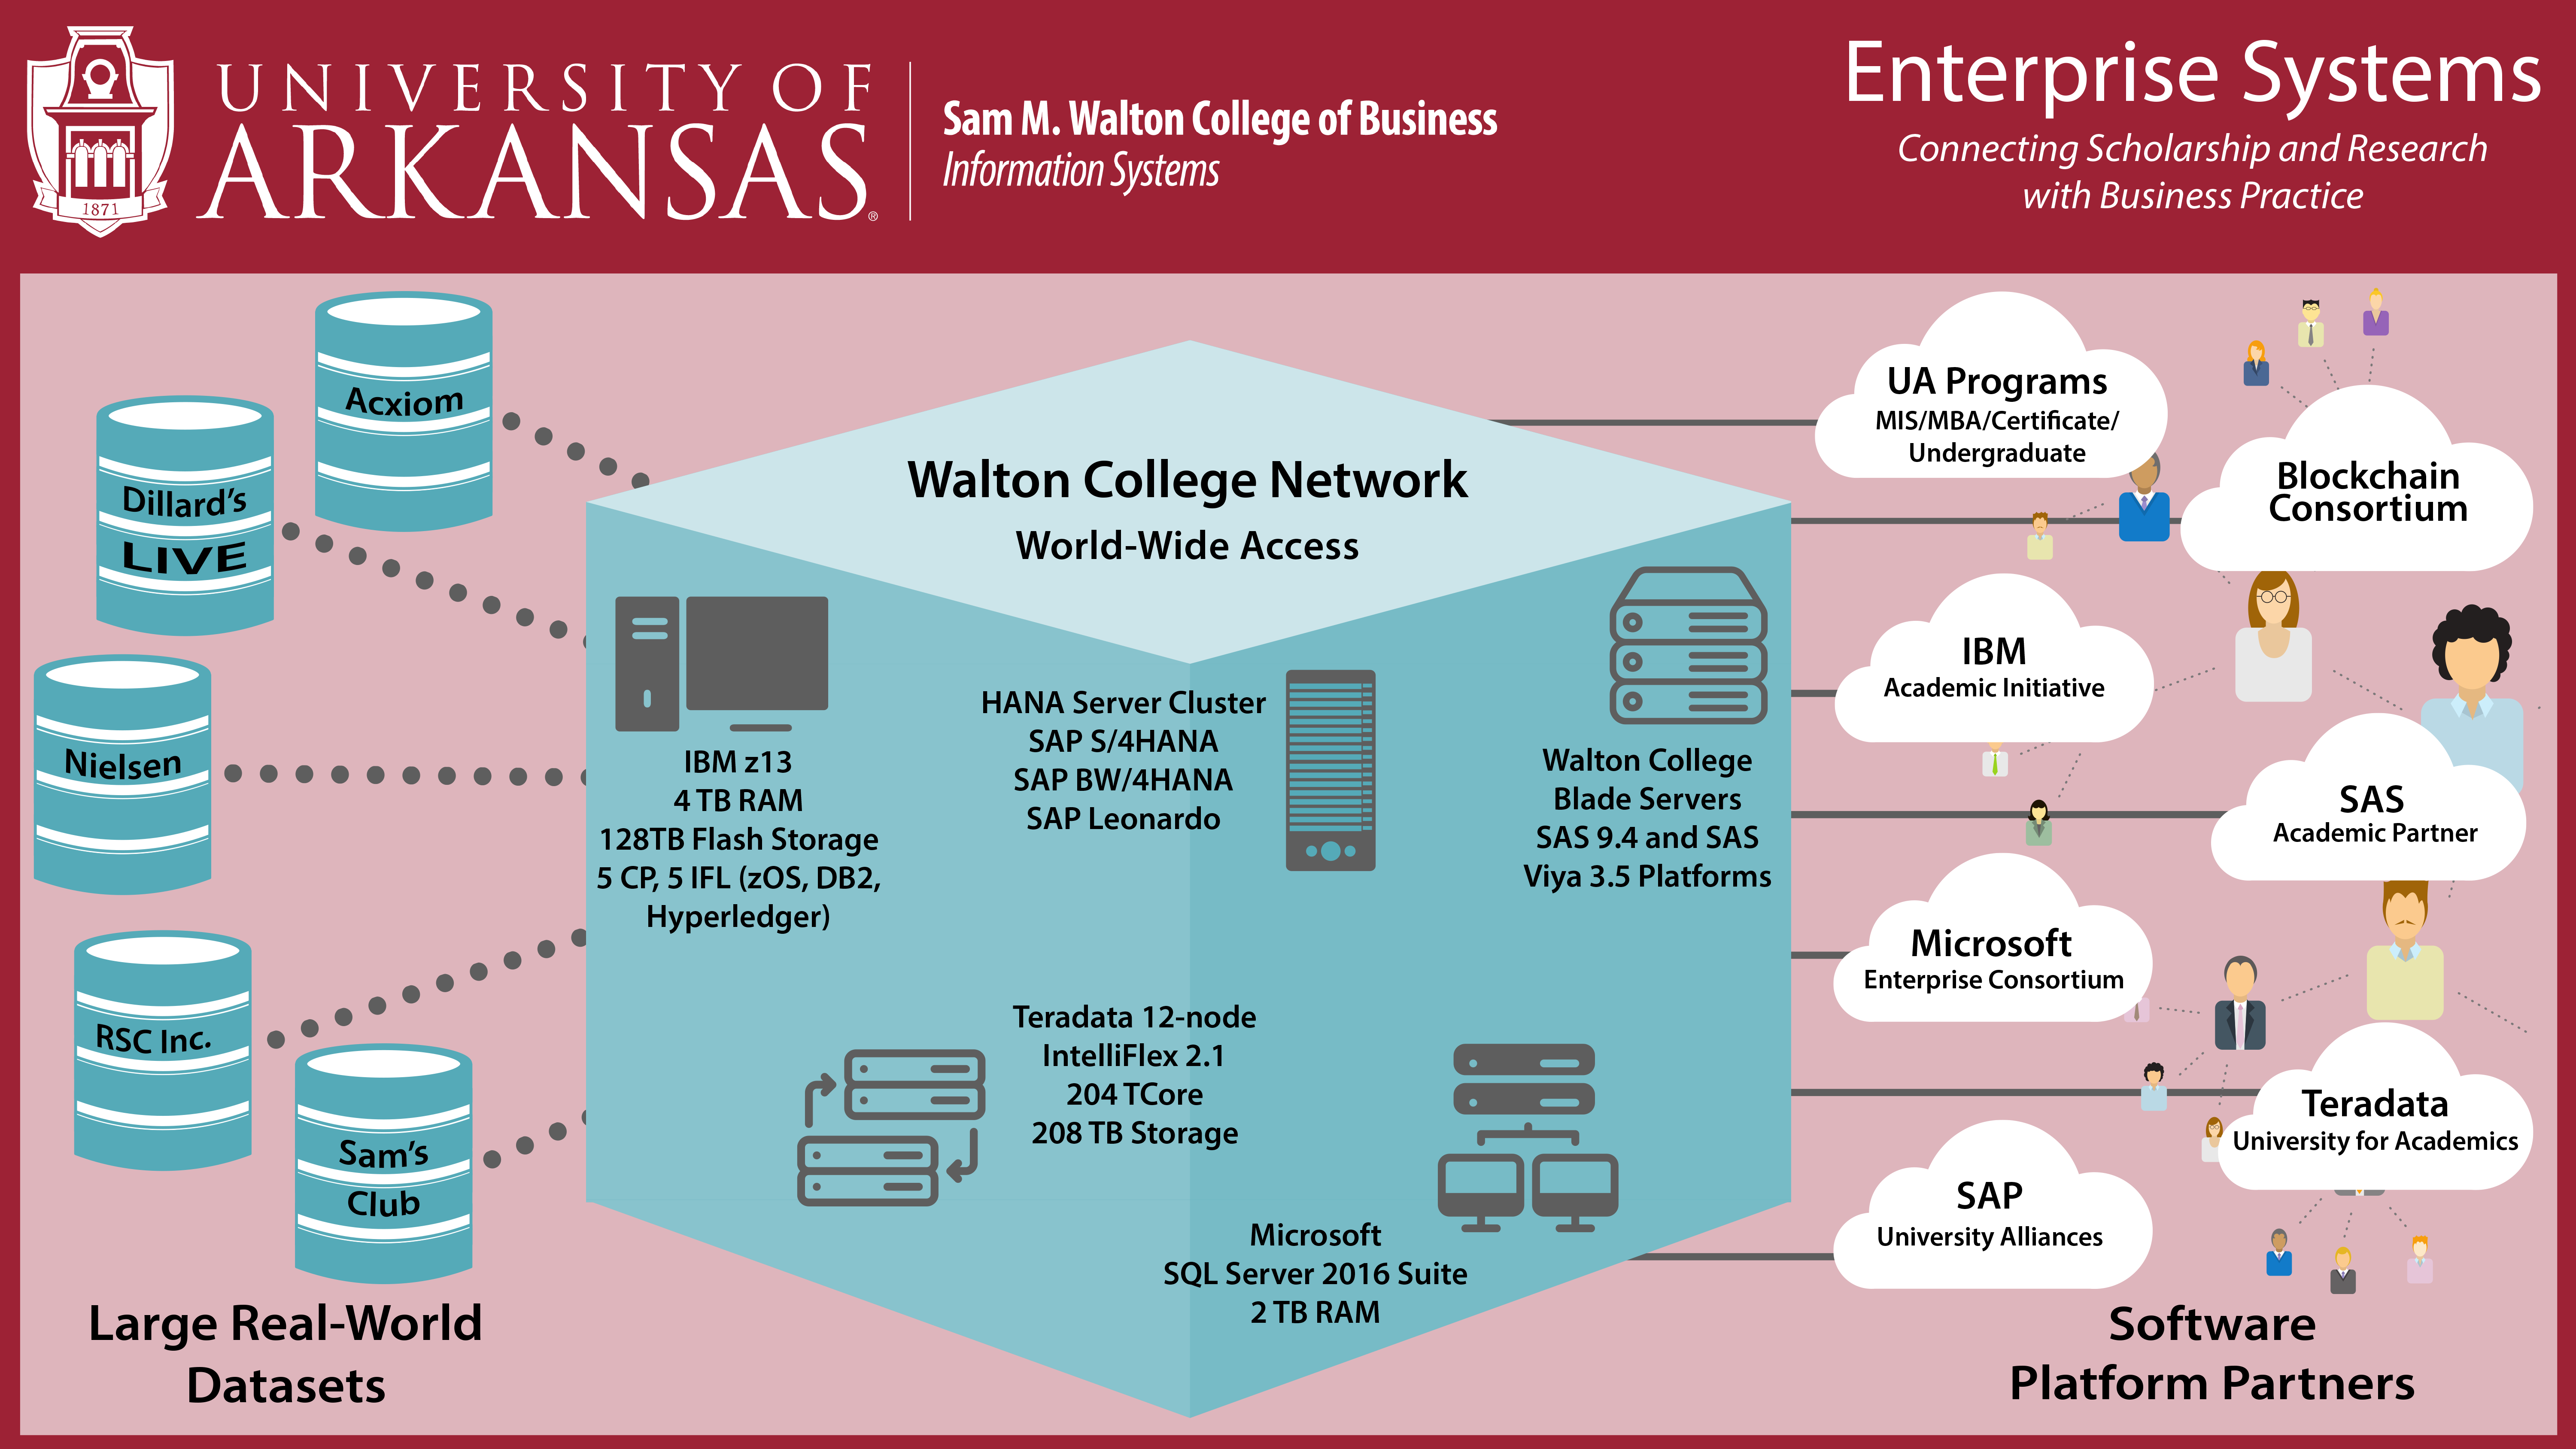 UNIVERSITY OF
ARKANSAS®
1871
Sam M. Walton College of Business
Information Systems
Enterprise Systems
Connecting Scholarship and Research
with Business Practice
Acxiom
Dillard's
LIVE
Nielsen
RSC Inc.
Sam's
Club
Large Real-World
Datasets
Walton College Network
World-Wide Access
IBM z13
4 TB RAM
128TB Flash Storage
5 CP, 5 IFL (zOS, DB2,
Hyperledger)
HANA Server Cluster
SAP S/4HANA
SAP BW/4HANA
SAP Leonardo
Walton College
Blade Servers
SAS 9.4 and SAS
Viya 3.5 Platforms
Teradata 12-node
IntelliFlex 2.1
204 TCore
208 TB Storage
Microsoft
SQL Server 2016 Suite
2 TB RAM
UA Programs
MIS/MBA/Certificate/
Undergraduate
Blockchain
Consortium
IBM
Academic Initiative
SAS
Academic Partner
Microsoft
Enterprise Consortium
Teradata
University for Academics
SAP
University Alliances
Software
Platform Partners